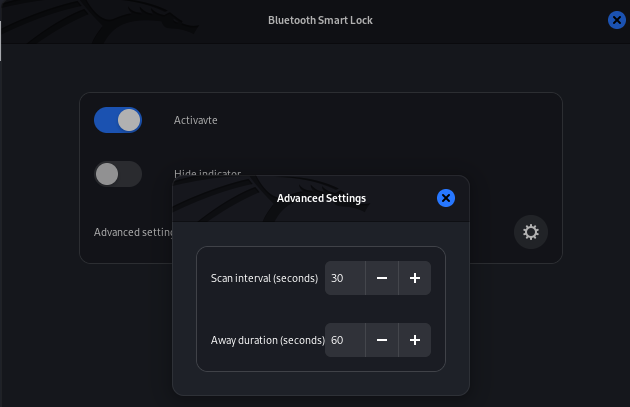 Bluetooth Smart Lock
Activavte
Hide indicator
Advanced Settings
Advanced setting
Scan interval (seconds) 30
Away duration (seconds) 60